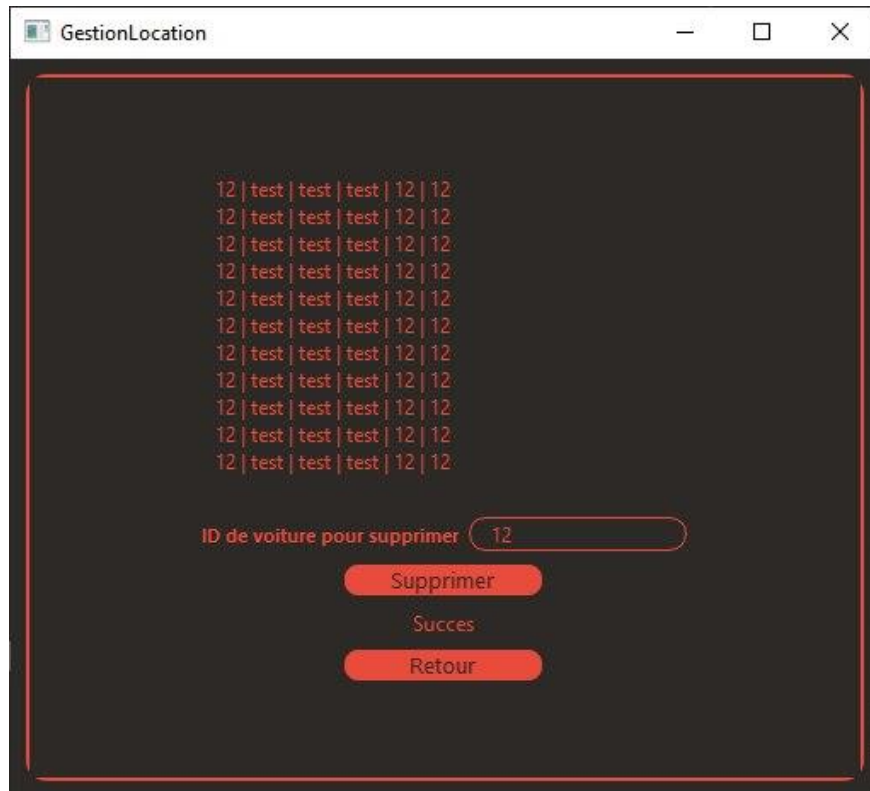 GestionLocation
12 | test | test | test | 12 | 12
12 | test | test | test | 12 | 12
12 | test | test | test | 12 | 12
12 | test | test | test | 12 | 12
12 | test | test | test | 12 | 12
12 | test | test | test | 12 | 12
12 | test | test | test | 12 | 12
12 | test | test | test | 12 | 12
12 | test | test | test | 12 | 12
12 | test | test | test | 12 | 12
12 | test | test | test | 12 | 12
ID de voiture pour supprimer 12
Supprimer
Succes
Retour